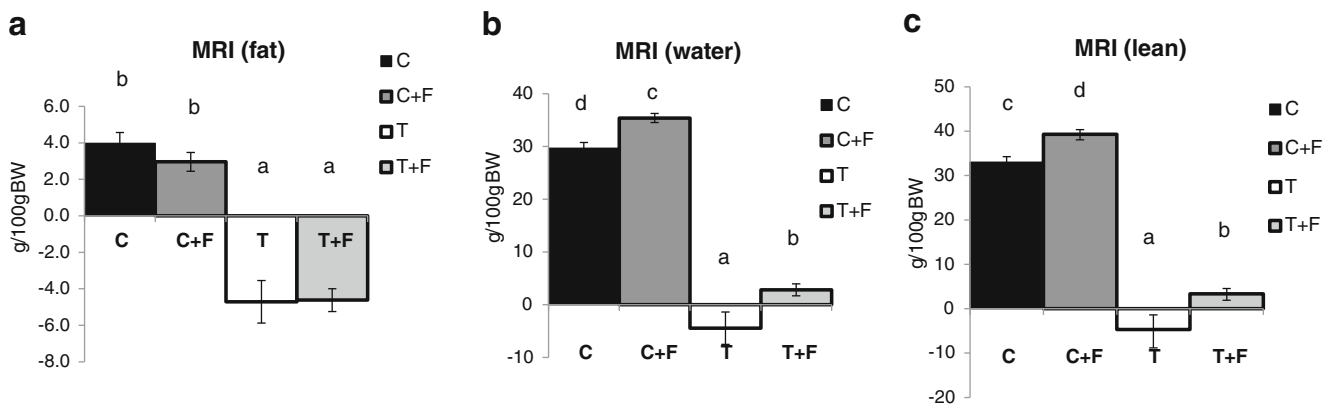 a
MRI (fat)
b b a a
6.0
4.0
2.0
0.0
-2.0
-4.0
-6.0
-8.0
g/100gBW
C C+F T T+F
C
C+F
T
T+F
b
MRI (water)
d c a b
40
30
20
10
0
-10
g/100gBW
C C+F T T+F
C
C+F
T
T+F
c
MRI (lean)
c d a b
50
40
30
20
10
0
-10
-20
g/100gBW
C C+F T T+F
C
C+F
T
T+F